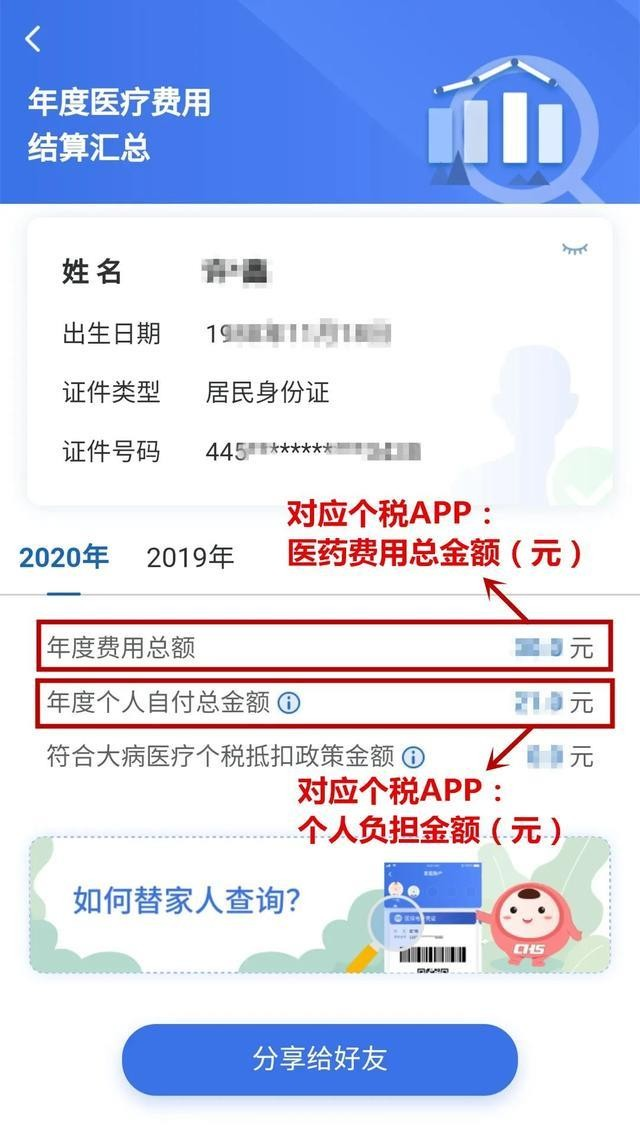 年度医疗费用
结算汇总
姓 名
出生日期
证件类型 居民身份证
证件号码 445
对应个税APP：
医药费用总金额（元）
2020年 2019年
年度费用总额 元
年度个人自付总金额 元
符合大病医疗个税抵扣政策金额 元
对应个税APP：
个人负担金额（元）
如何替家人查询?
CHS
分享给好友